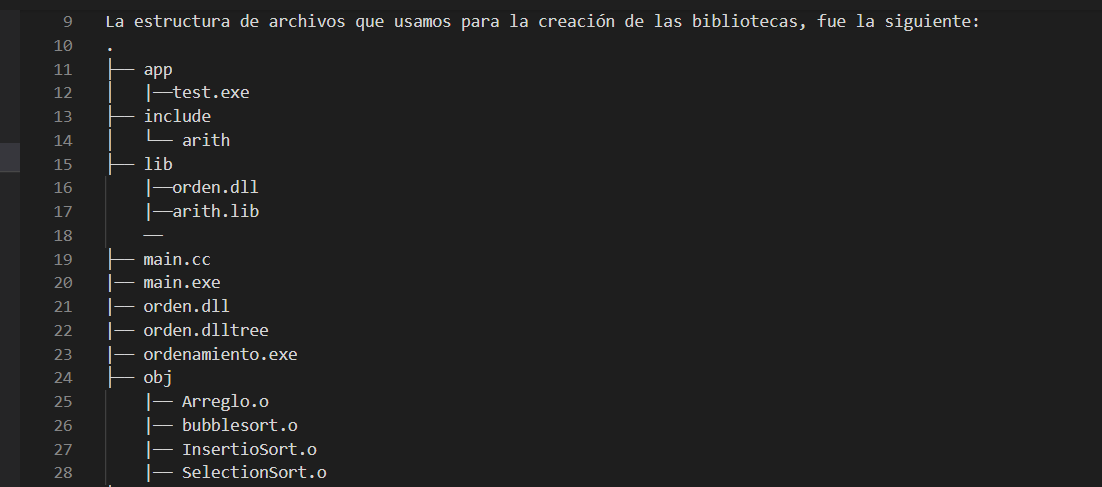 9 La estructura de archivos que usamos para la creación de las bibliotecas, fue la siguiente:
10 .
11 ├── app
12 │   |──test.exe
13 ├── include
14 │   └── arith
15 ├── lib
16     |──orden.dll
17     |──arith.lib
18     ──
19 ├── main.cc
20 |── main.exe
21 |── orden.dll
22 |── orden.dlltree
23 |── ordenamiento.exe
24 ├── obj
25     |── Arreglo.o
26     |── bubblesort.o
27     |── InsertioSort.o
28     |── SelectionSort.o